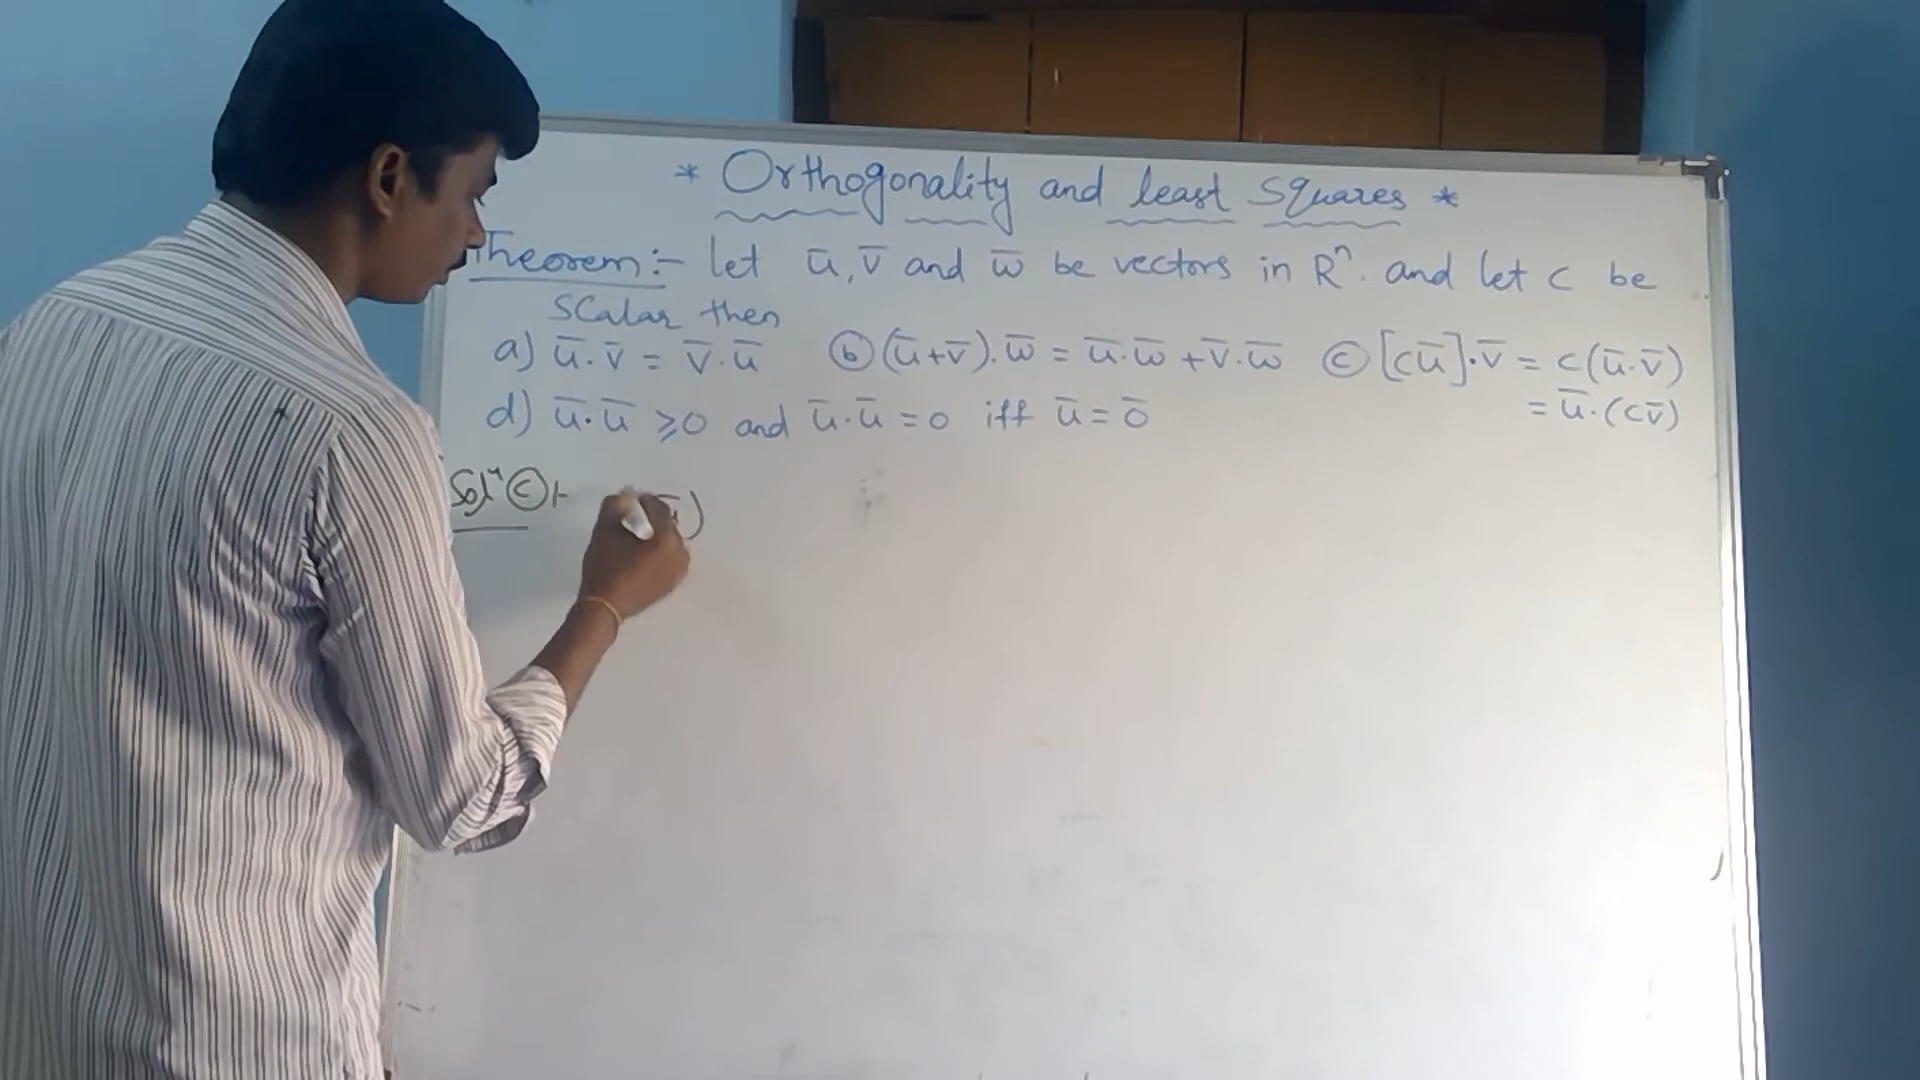 * Orthogonality and least Squares *
Theorem:- let ū, v̄ and w̄ be vectors in Rⁿ. and let c be
Scalar then
a) ū.v̄ = v̄.ū ⓑ (ū+v̄).w̄ = ū.w̄ + v̄.w̄ ⓒ [cū].v̄ = c(ū.v̄)
= ū.(cv̄)
d) ū.ū ≥0 and ū.ū = 0 iff ū = ō
Solⁿ ⓒ :- ū)